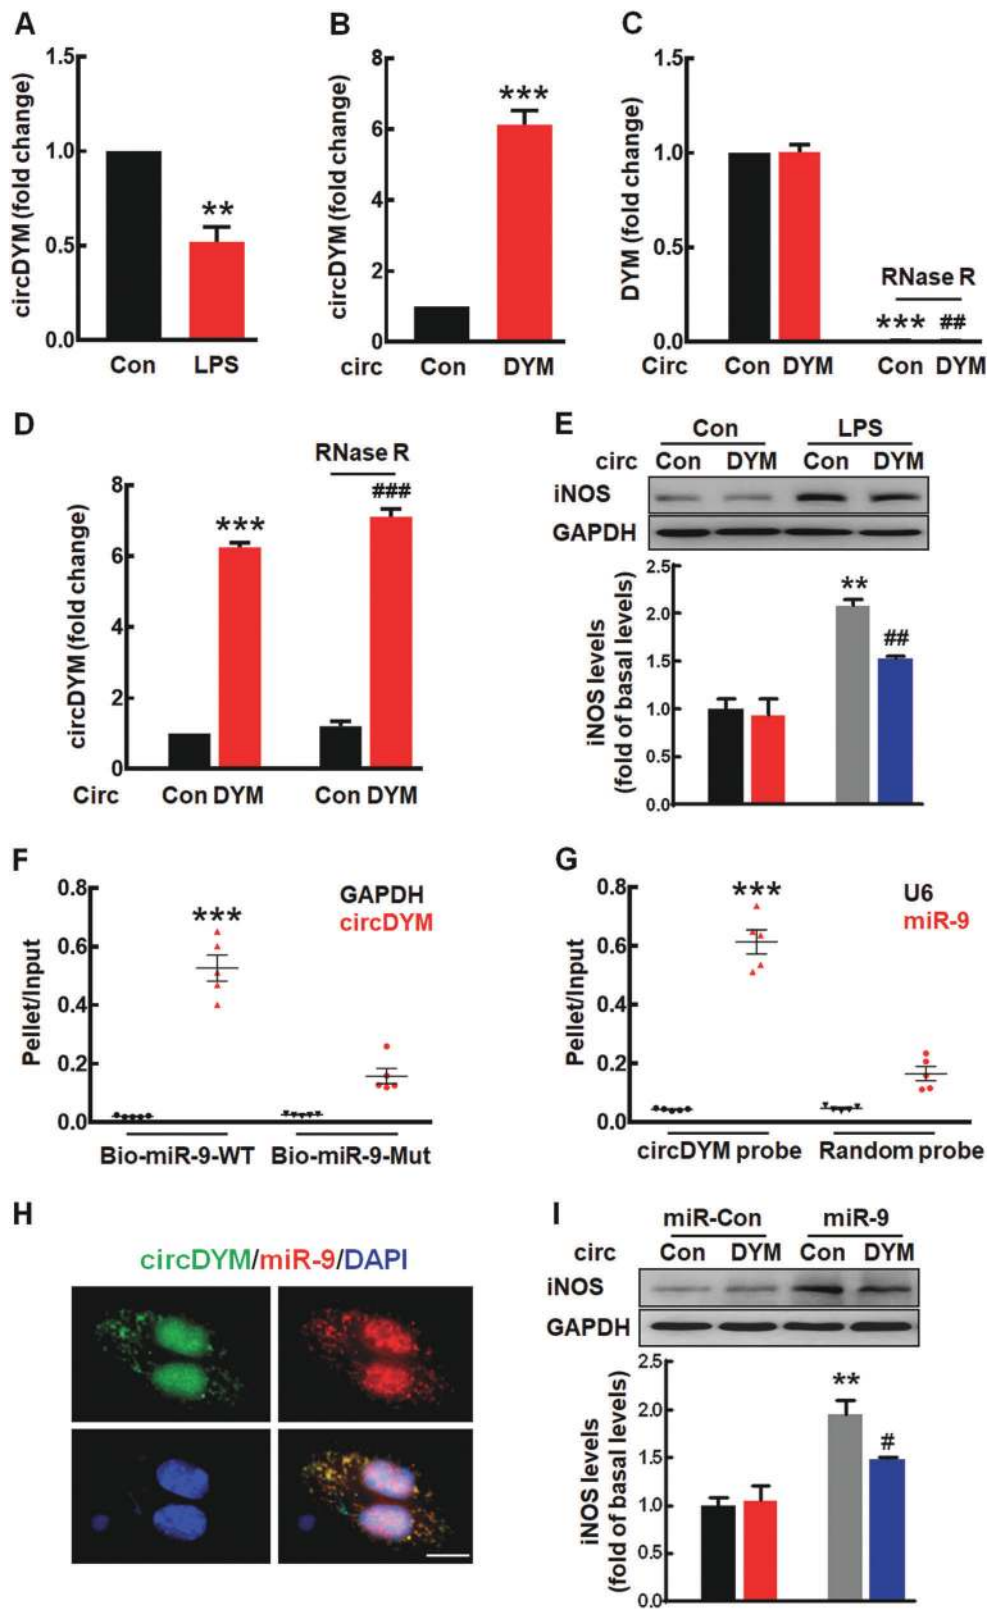 A
circDYM (fold change)
1.5
1.0
0.5
0.0
**
Con LPS
B
circDYM (fold change)
8
6
4
2
0
***
circ Con DYM
C
DYM (fold change)
1.5
1.0
0.5
0.0
RNase R
*** ##
Circ Con DYM Con DYM
D
circDYM (fold change)
8
6
4
2
0
RNase R
*** ###
Circ Con DYM Con DYM
E
Con LPS
circ Con DYM Con DYM
iNOS
GAPDH
iNOS levels
(fold of basal levels)
2.5
2.0
1.5
1.0
0.5
0.0
**
##
F
Pellet/Input
0.8
0.6
0.4
0.2
0.0
GAPDH
circDYM
***
Bio-miR-9-WT Bio-miR-9-Mut
G
Pellet/Input
0.8
0.6
0.4
0.2
0.0
U6
miR-9
***
circDYM probe Random probe
H
circDYM/miR-9/DAPI
I
miR-Con miR-9
circ Con DYM Con DYM
iNOS
GAPDH
iNOS levels
(fold of basal levels)
2.5
2.0
1.5
1.0
0.5
0.0
**
#